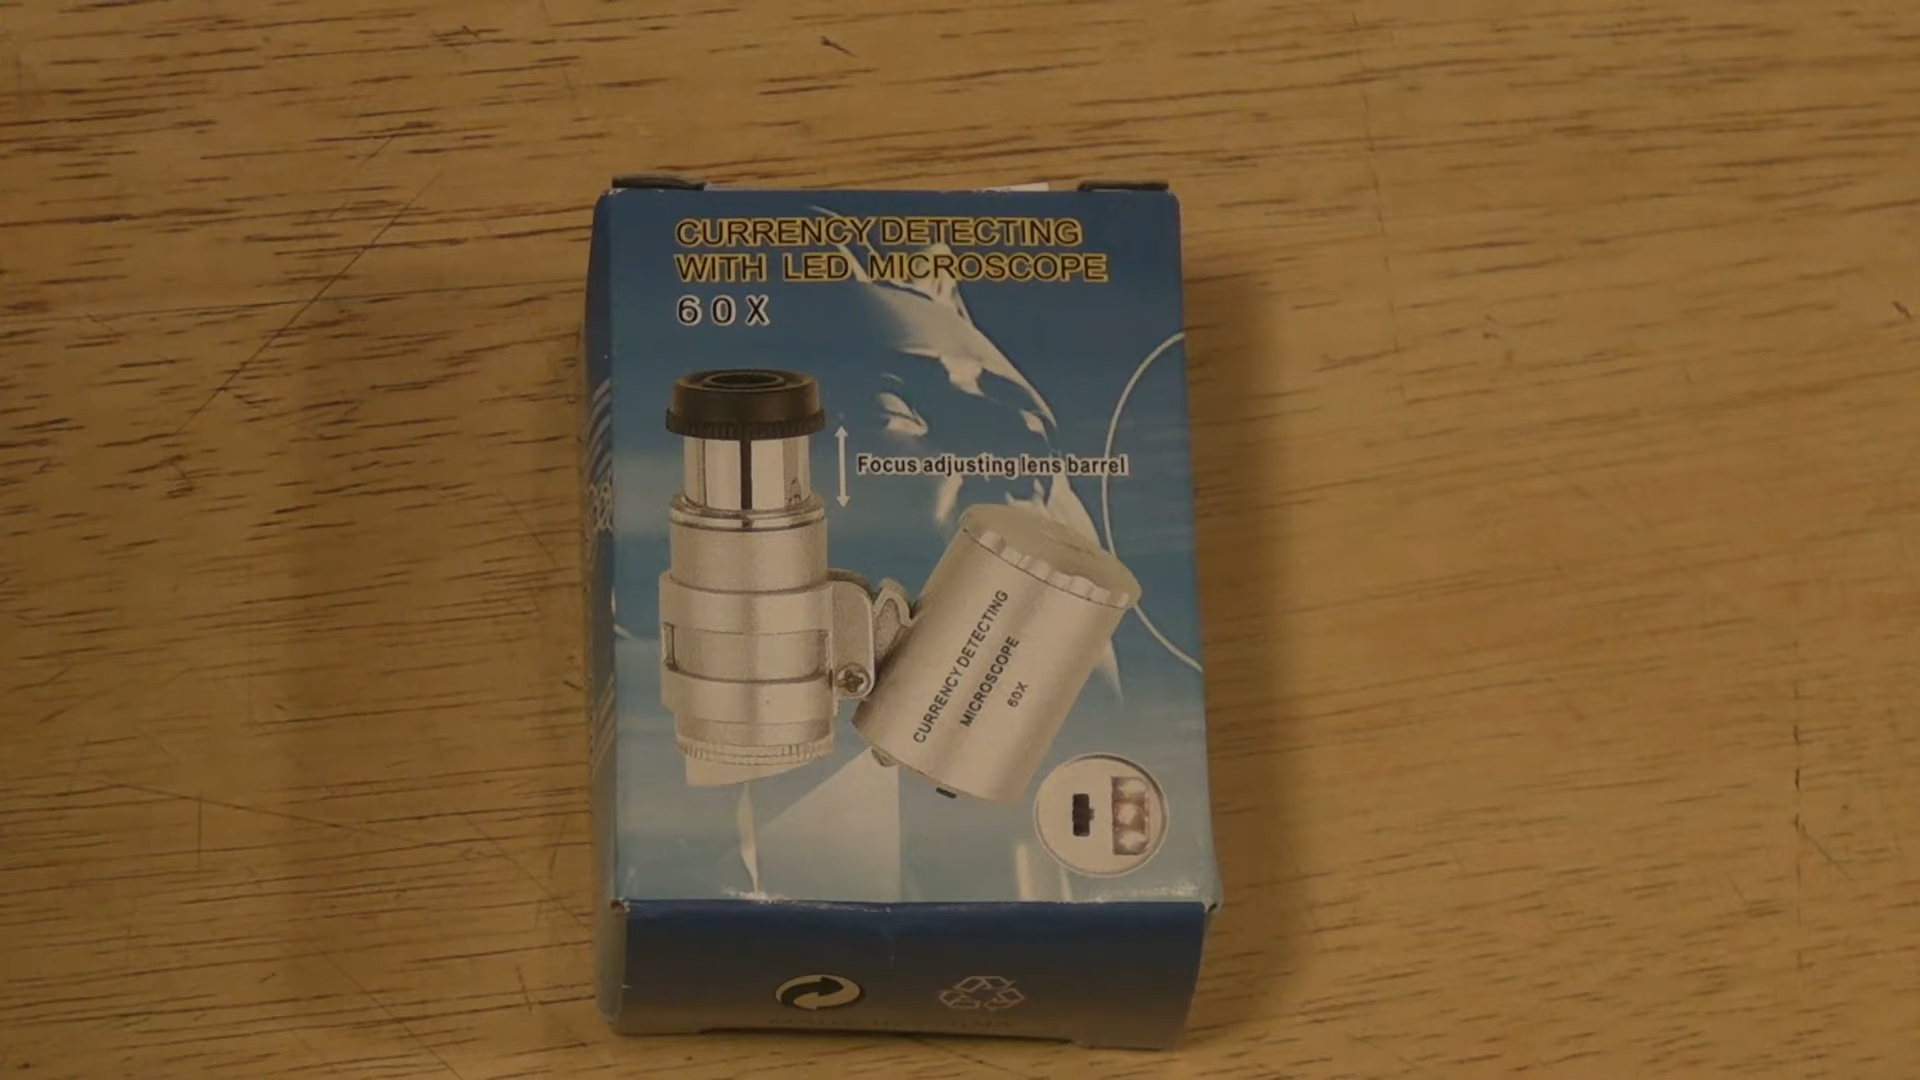 CURRENCY DETECTING
WITH LED MICROSCOPE
60X
Focus adjusting lens barrel
CURRENCY DETECTING
MICROSCOPE
60X